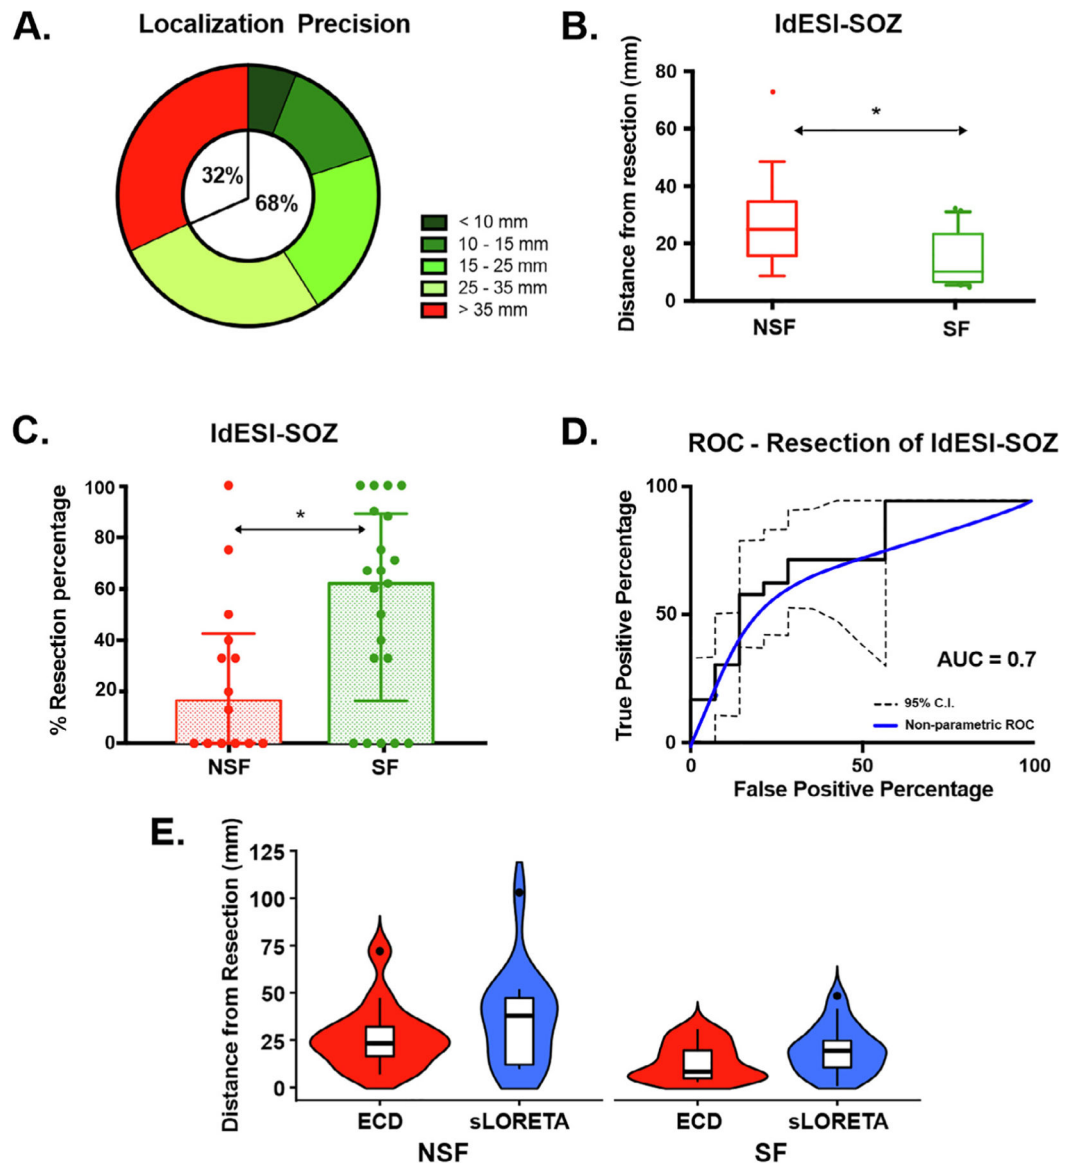 A.
Localization Precision
32%
68%
< 10 mm
10 - 15 mm
15 - 25 mm
25 - 35 mm
> 35 mm
B.
IdESI-SOZ
Distance from resection (mm)
80
60
40
20
0
*
NSF
SF
C.
IdESI-SOZ
% Resection percentage
100
80
60
40
20
0
*
NSF
SF
D.
ROC - Resection of IdESI-SOZ
True Positive Percentage
100
50
0
AUC = 0.7
95% C.I.
Non-parametric ROC
0
50
100
False Positive Percentage
E.
Distance from Resection (mm)
125
100
75
50
25
0
ECD
sLORETA
ECD
sLORETA
NSF
SF